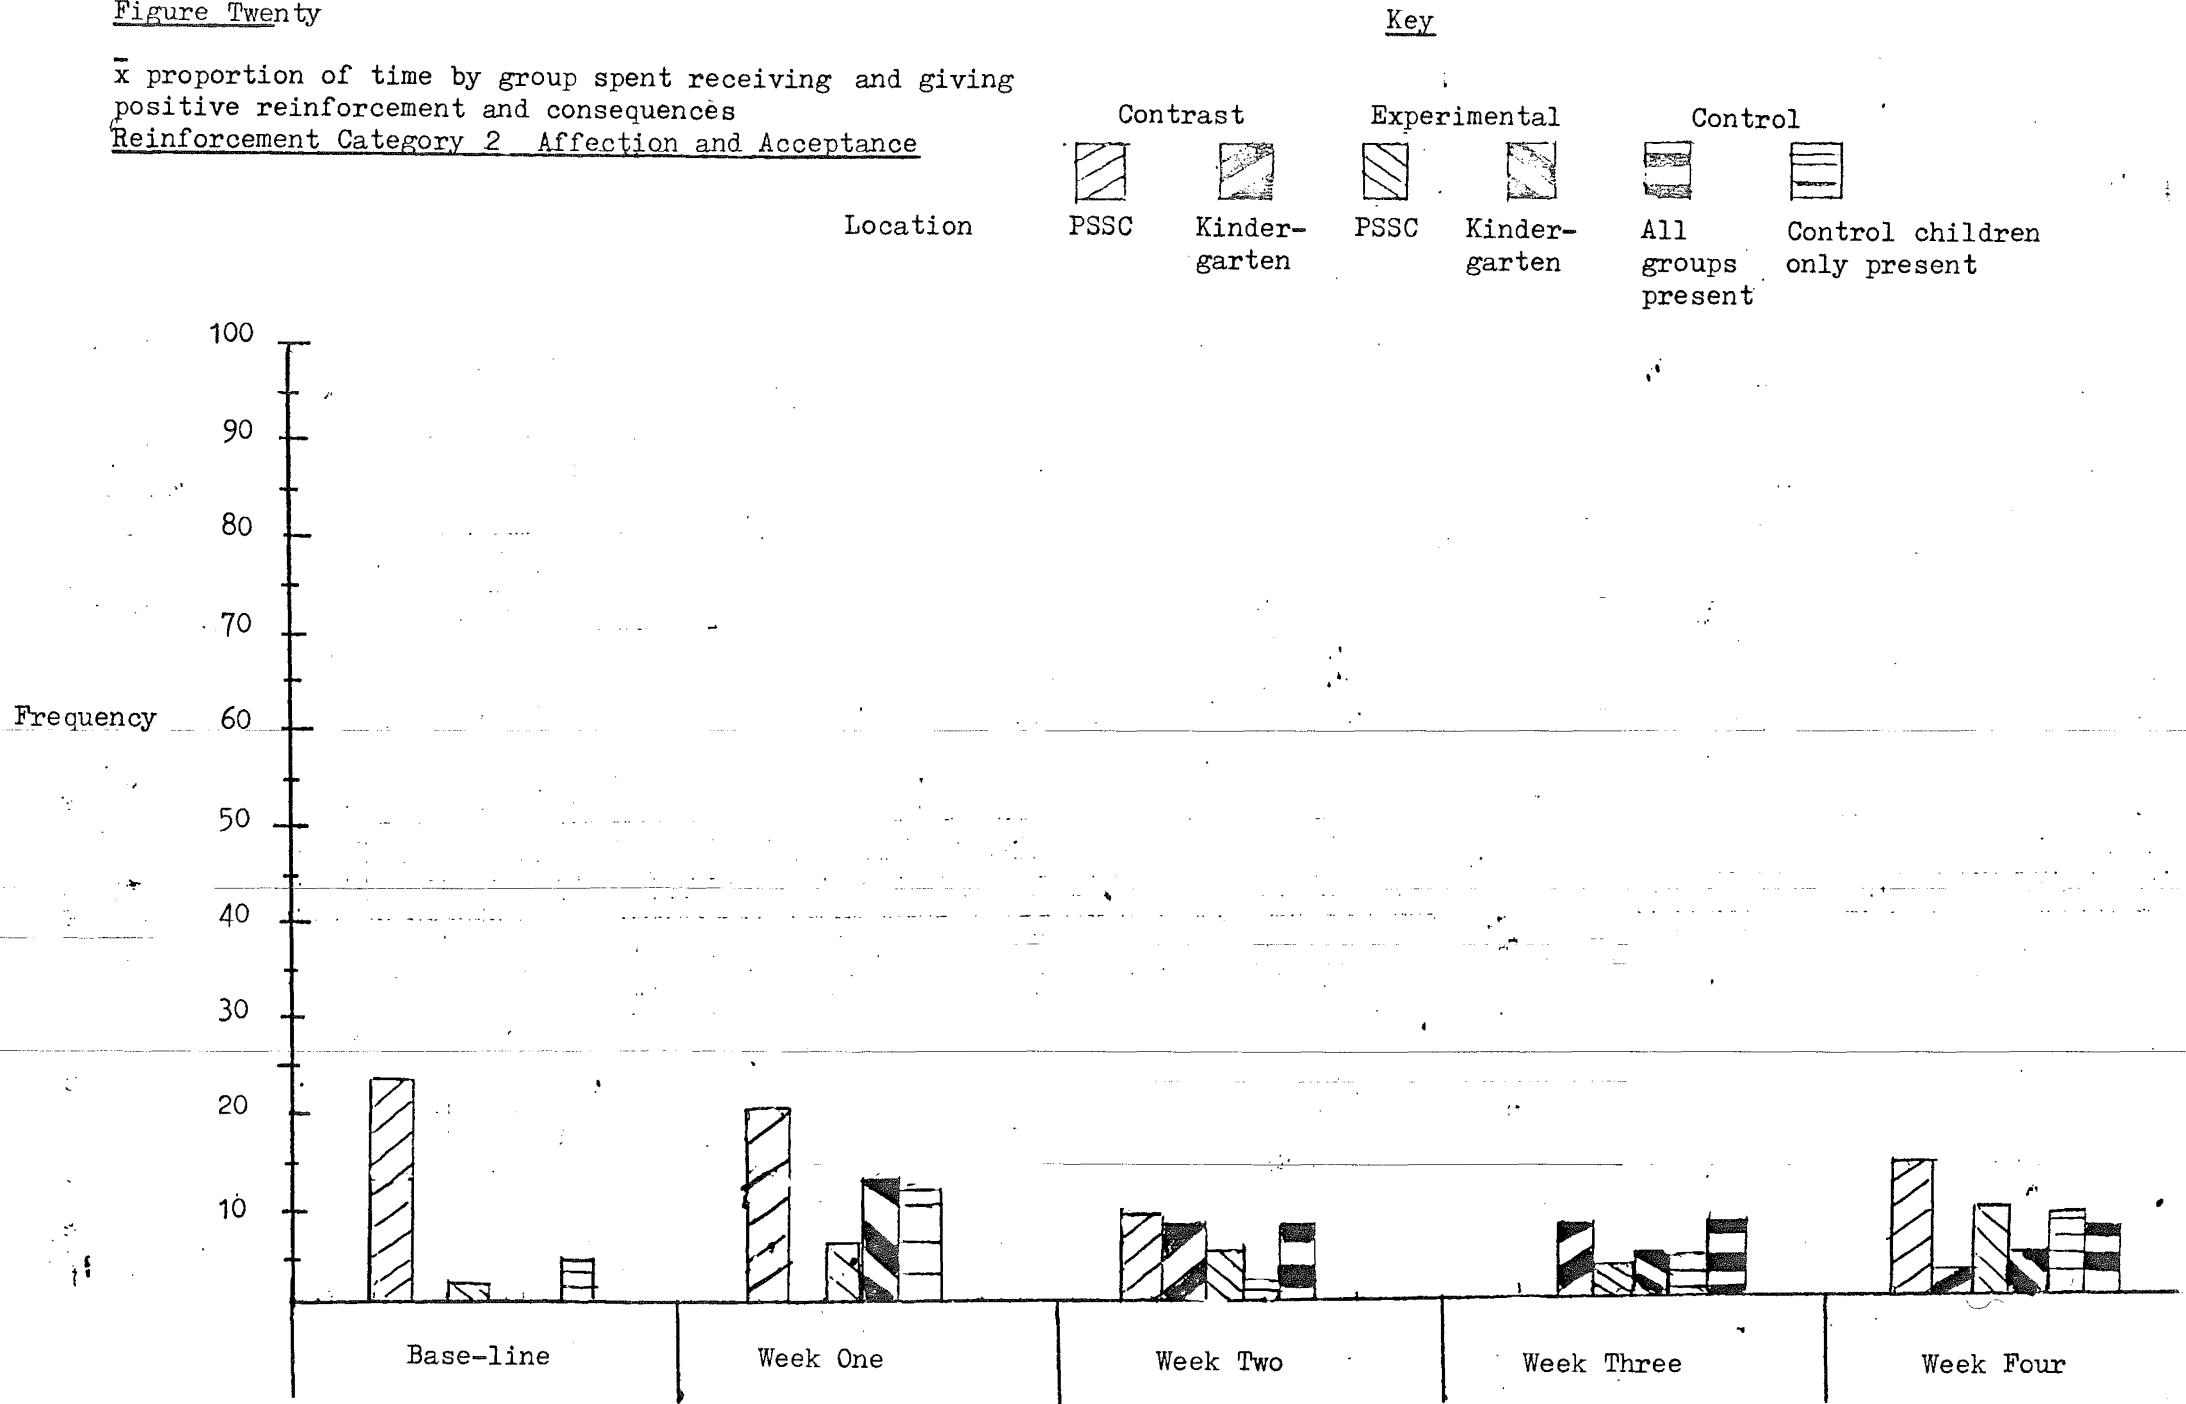 Figure Twenty
x̄ proportion of time by group spent receiving and giving
positive reinforcement and consequences
Reinforcement Category 2 Affection and Acceptance
Key
Contrast Experimental Control
Location PSSC Kinder- PSSC Kinder- All Control children
garten garten groups only present
present
100
90
80
70
Frequency 60
50
40
30
20
10
Base-line Week One Week Two Week Three Week Four